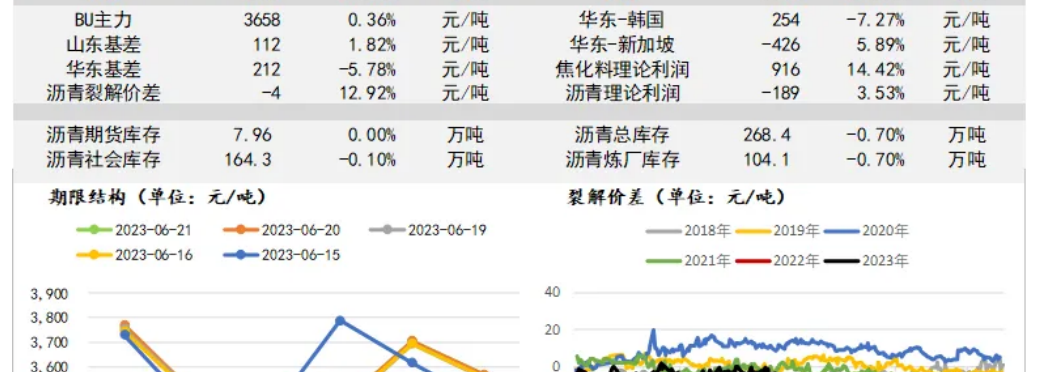 BU主力 3658 0.36% 元/吨 华东-韩国 254 -7.27% 元/吨
山东基差 112 1.82% 元/吨 华东-新加坡 -426 5.89% 元/吨
华东基差 212 -5.78% 元/吨 焦化料理论利润 916 14.42% 元/吨
沥青裂解价差 -4 12.92% 元/吨 沥青理论利润 -189 3.53% 元/吨
沥青期货库存 7.96 0.00% 万吨 沥青总库存 268.4 -0.70% 万吨
沥青社会库存 164.3 -0.10% 万吨 沥青炼厂库存 104.1 -0.70% 万吨
期限结构（单位：元/吨）
2023-06-21 2023-06-20 2023-06-19
2023-06-16 2023-06-15
3,900
3,800
3,700
3,600
裂解价差（单位：元/吨）
2018年 2019年 2020年
2021年 2022年 2023年
40
20
0